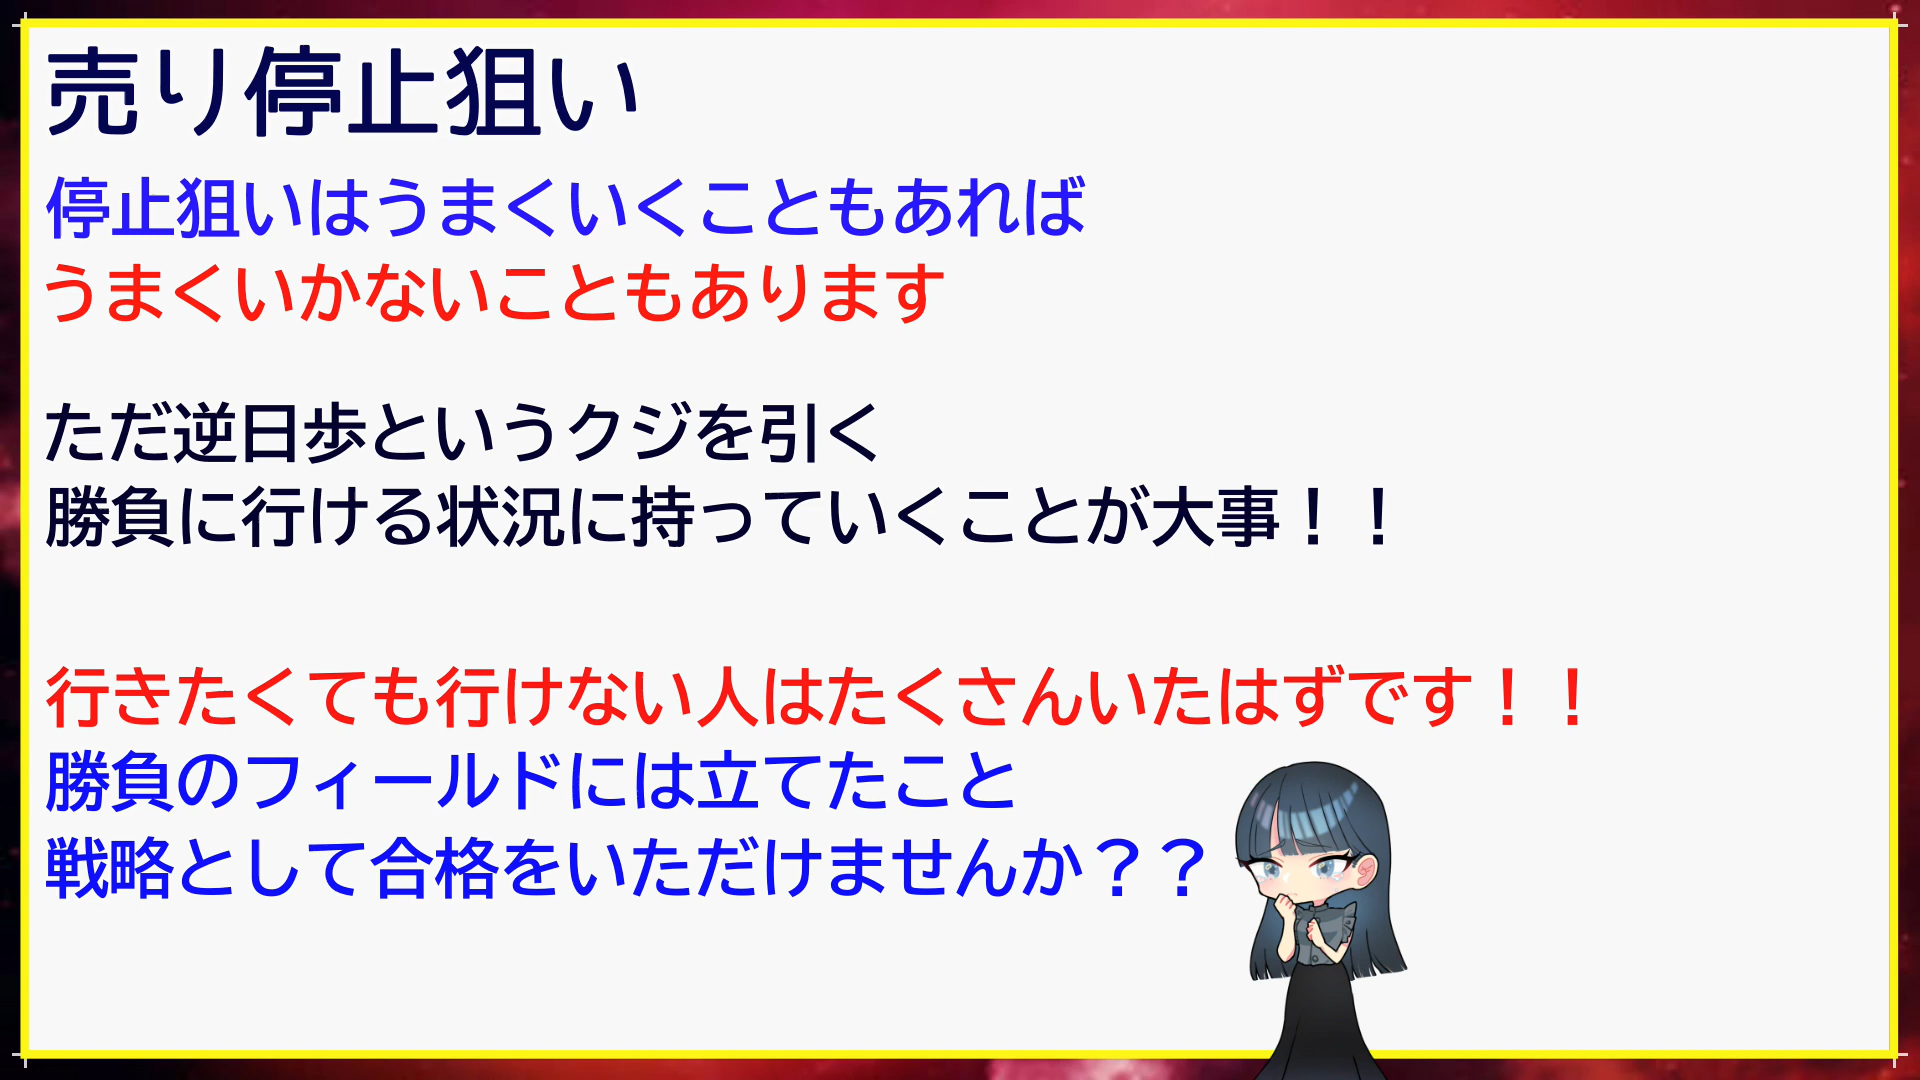 売り停止狙い
停止狙いはうまくいくこともあれば
うまくいかないこともあります
ただ逆日歩というクジを引く
勝負に行ける状況に持っていくことが大事！！
行きたくても行けない人はたくさんいたはずです！！
勝負のフィールドには立てたこと
戦略として合格をいただけませんか？？